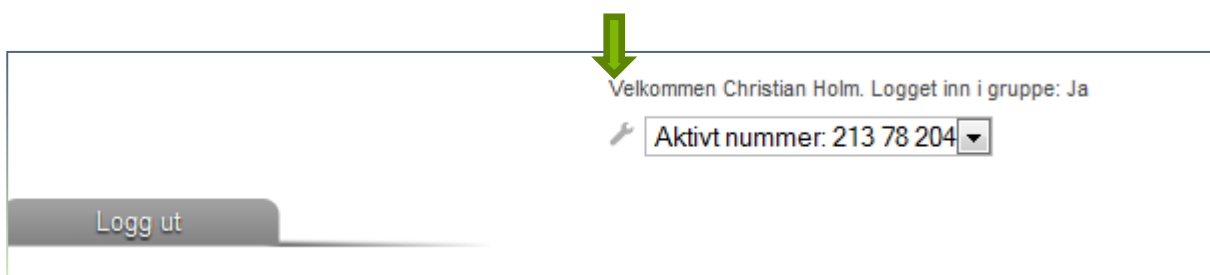 Velkommen Christian Holm. Logget inn i gruppe: Ja
Aktivt nummer: 213 78 204
Logg ut